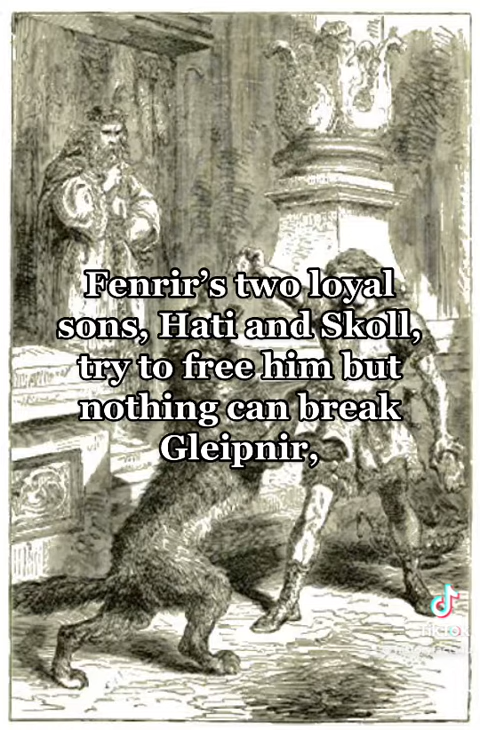 Fenrir’s two loyal
sons, Hati and Skoll,
try to free him but
nothing can break
Gleipnir,